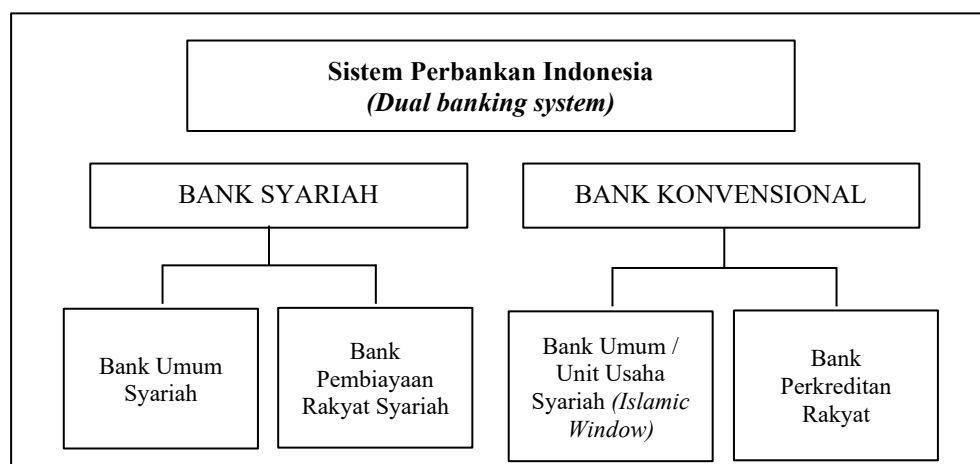 Sistem Perbankan Indonesia
(Dual banking system)
BANK SYARIAH
BANK KONVENSIONAL
Bank Umum
Syariah
Bank
Pembiayaan
Rakyat Syariah
Bank Umum /
Unit Usaha
Syariah (Islamic
Window)
Bank
Perkreditan
Rakyat